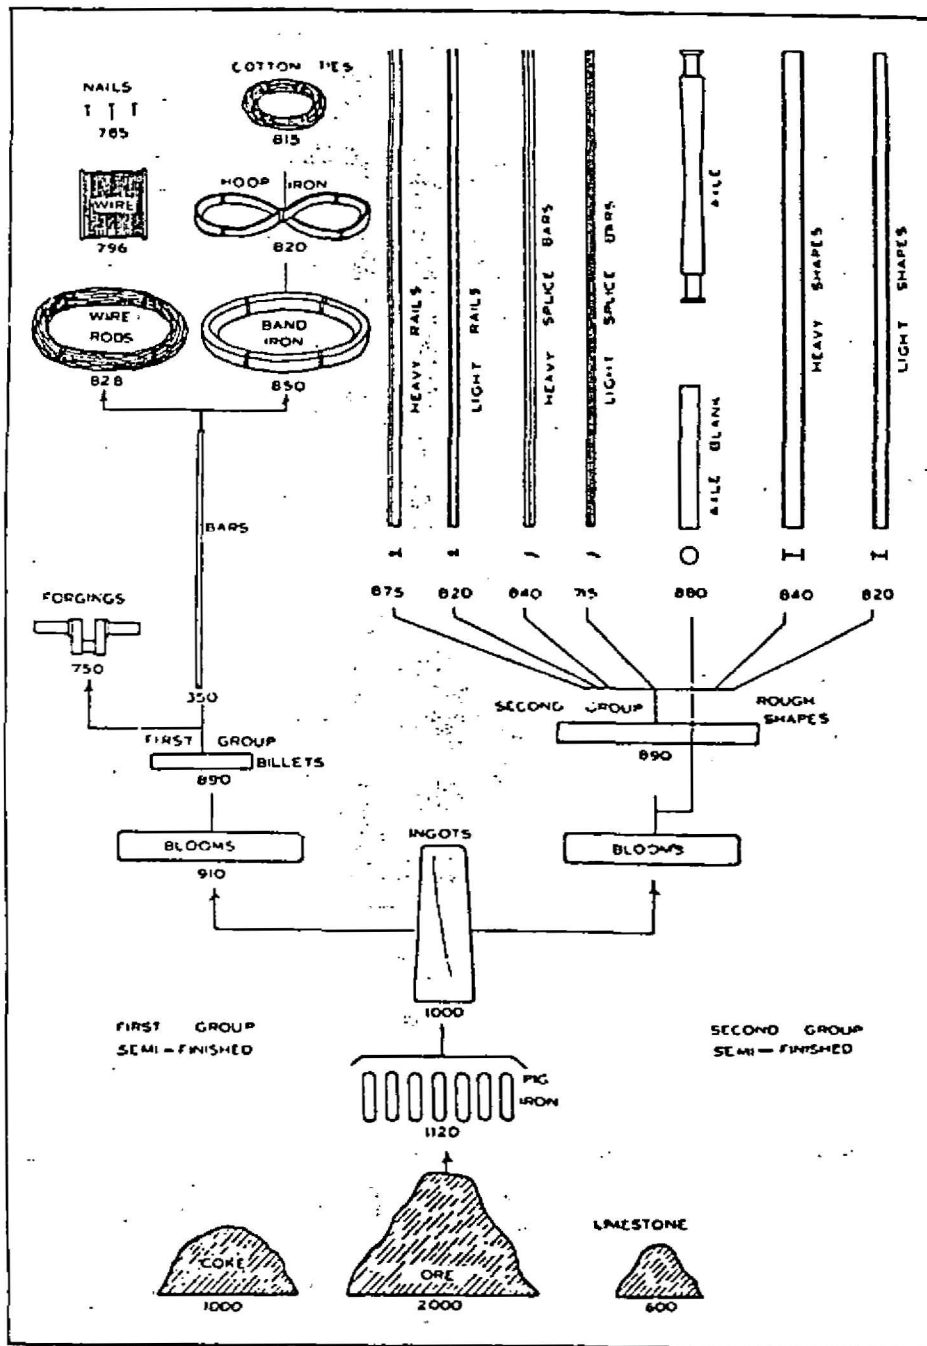 NAILS
785
COTTON TIES
815
WIRE
796
HOOP IRON
820
WIRE
RODS
828
BAND
IRON
850
BARS
FORGINGS
750
350
FIRST GROUP
BILLETS
890
BLOOMS
910
HEAVY RAILS
LIGHT RAILS
HEAVY SPLICE BARS
LIGHT SPLICE BARS
AXLE
AXLE BLANK
HEAVY SHAPES
LIGHT SHAPES
875
820
840
715
880
840
820
SECOND GROUP
ROUGH
SHAPES
890
BLOOMS
INGOTS
1000
FIRST GROUP
SEMI-FINISHED
SECOND GROUP
SEMI-FINISHED
PIG
IRON
1120
COKE
1000
ORE
2000
LIMESTONE
600